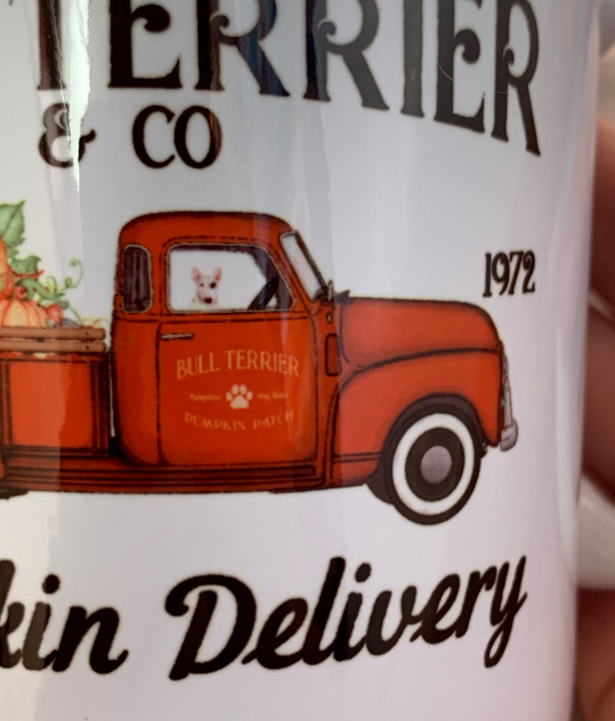 TERRIER
& CO
1972
BULL TERRIER
PUMPKIN PATCH
kin Delivery